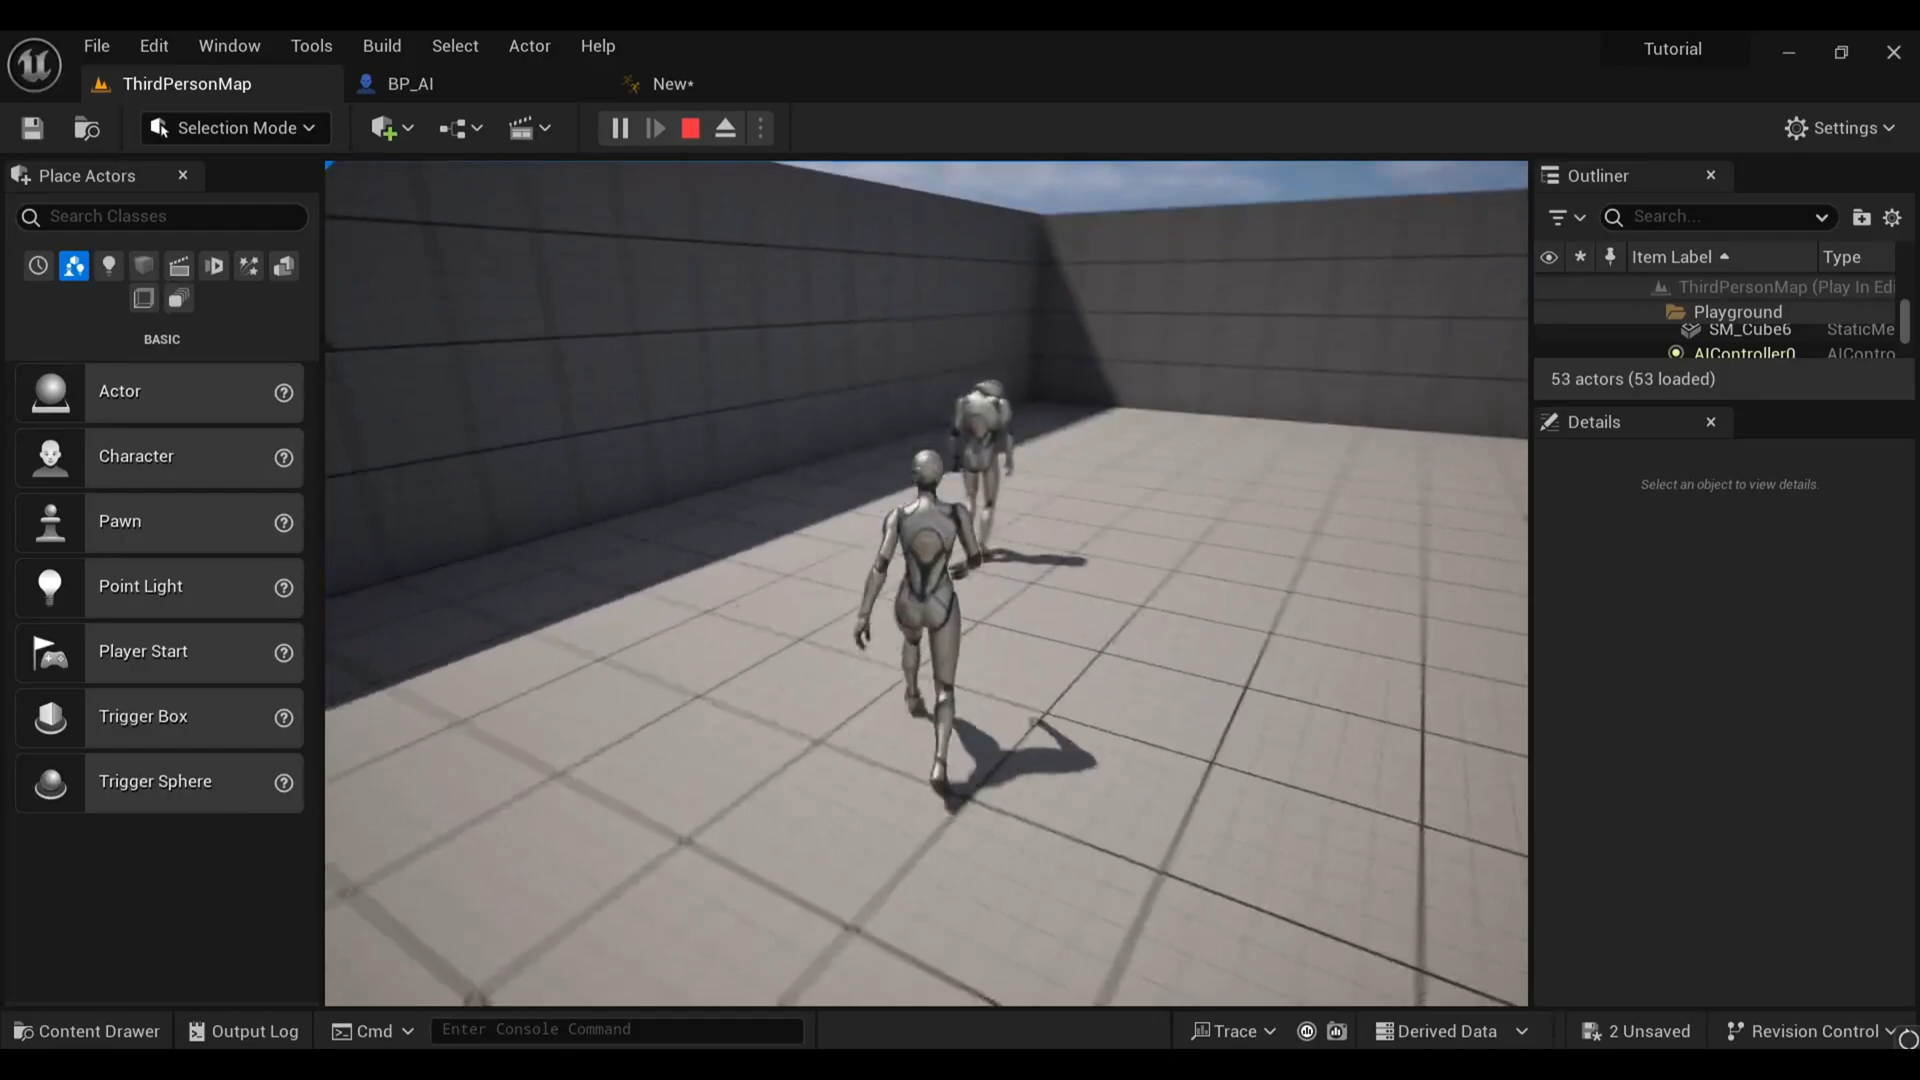 File Edit Window Tools Build Select Actor Help
Tutorial
ThirdPersonMap
BP_AI
New*
Selection Mode
Settings
Place Actors
Search Classes
BASIC
Actor
Character
Pawn
Point Light
Player Start
Trigger Box
Trigger Sphere
Outliner
Search...
Item Label
Type
ThirdPersonMap (Play In Edi
Playground
SM_Cube6 StaticMe
AIController0 AIContro
53 actors (53 loaded)
Details
Select an object to view details.
Content Drawer
Output Log
Cmd
Enter Console Command
Trace
Derived Data
2 Unsaved
Revision Control